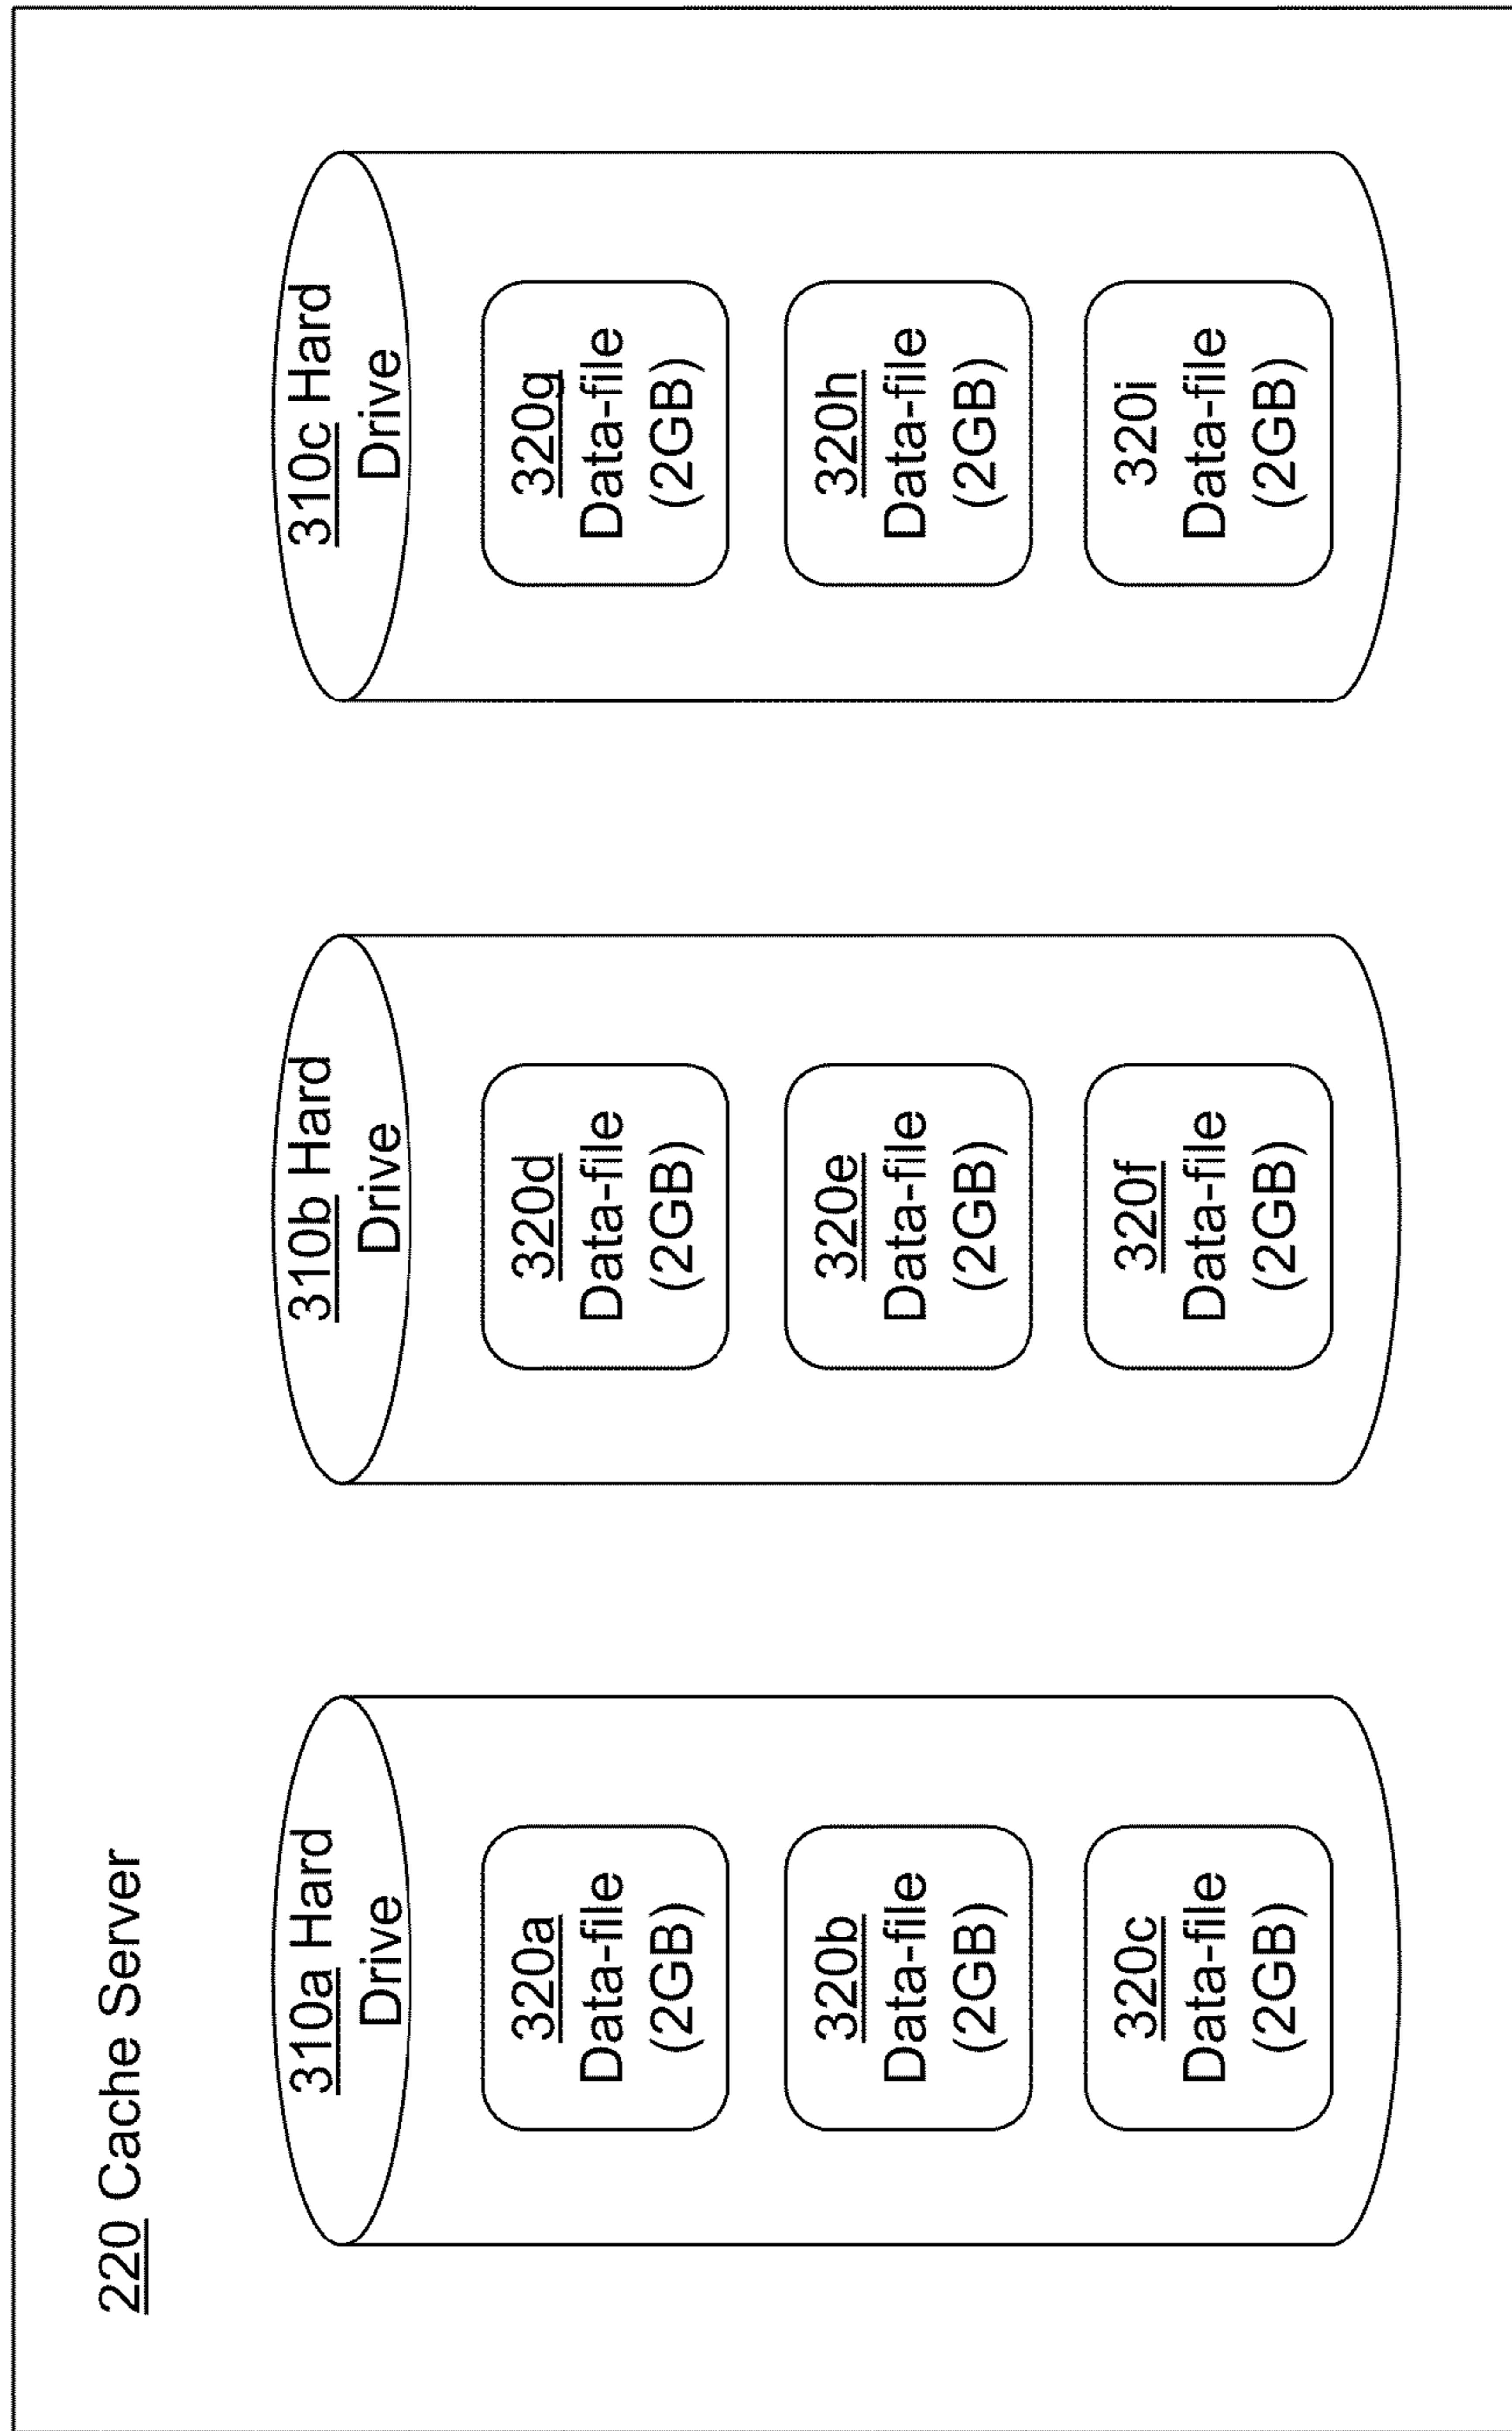 220 Cache Server
310a Hard
Drive
320a
Data-file
(2GB)
320b
Data-file
(2GB)
320c
Data-file
(2GB)
310b Hard
Drive
320d
Data-file
(2GB)
320e
Data-file
(2GB)
320f
Data-file
(2GB)
310c Hard
Drive
320g
Data-file
(2GB)
320h
Data-file
(2GB)
320i
Data-file
(2GB)